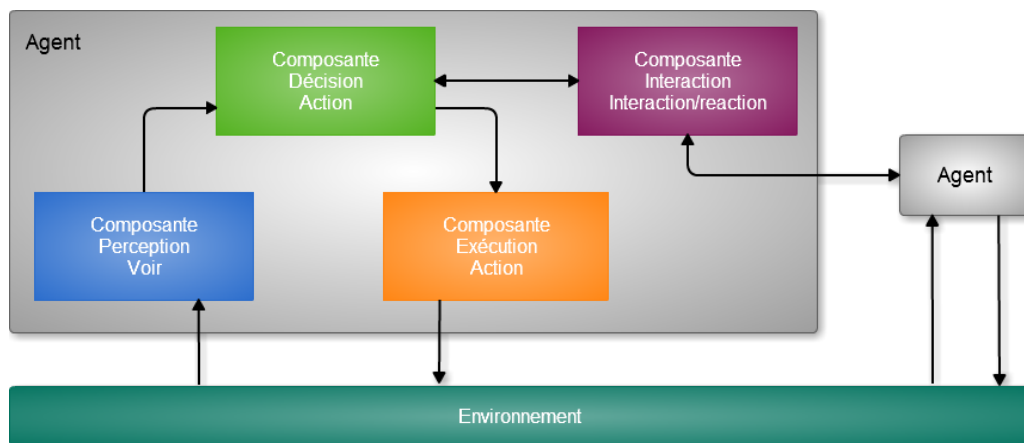 Agent
Composante
Décision
Action
Composante
Interaction
Interaction/reaction
Agent
Composante
Perception
Voir
Composante
Exécution
Action
Environnement